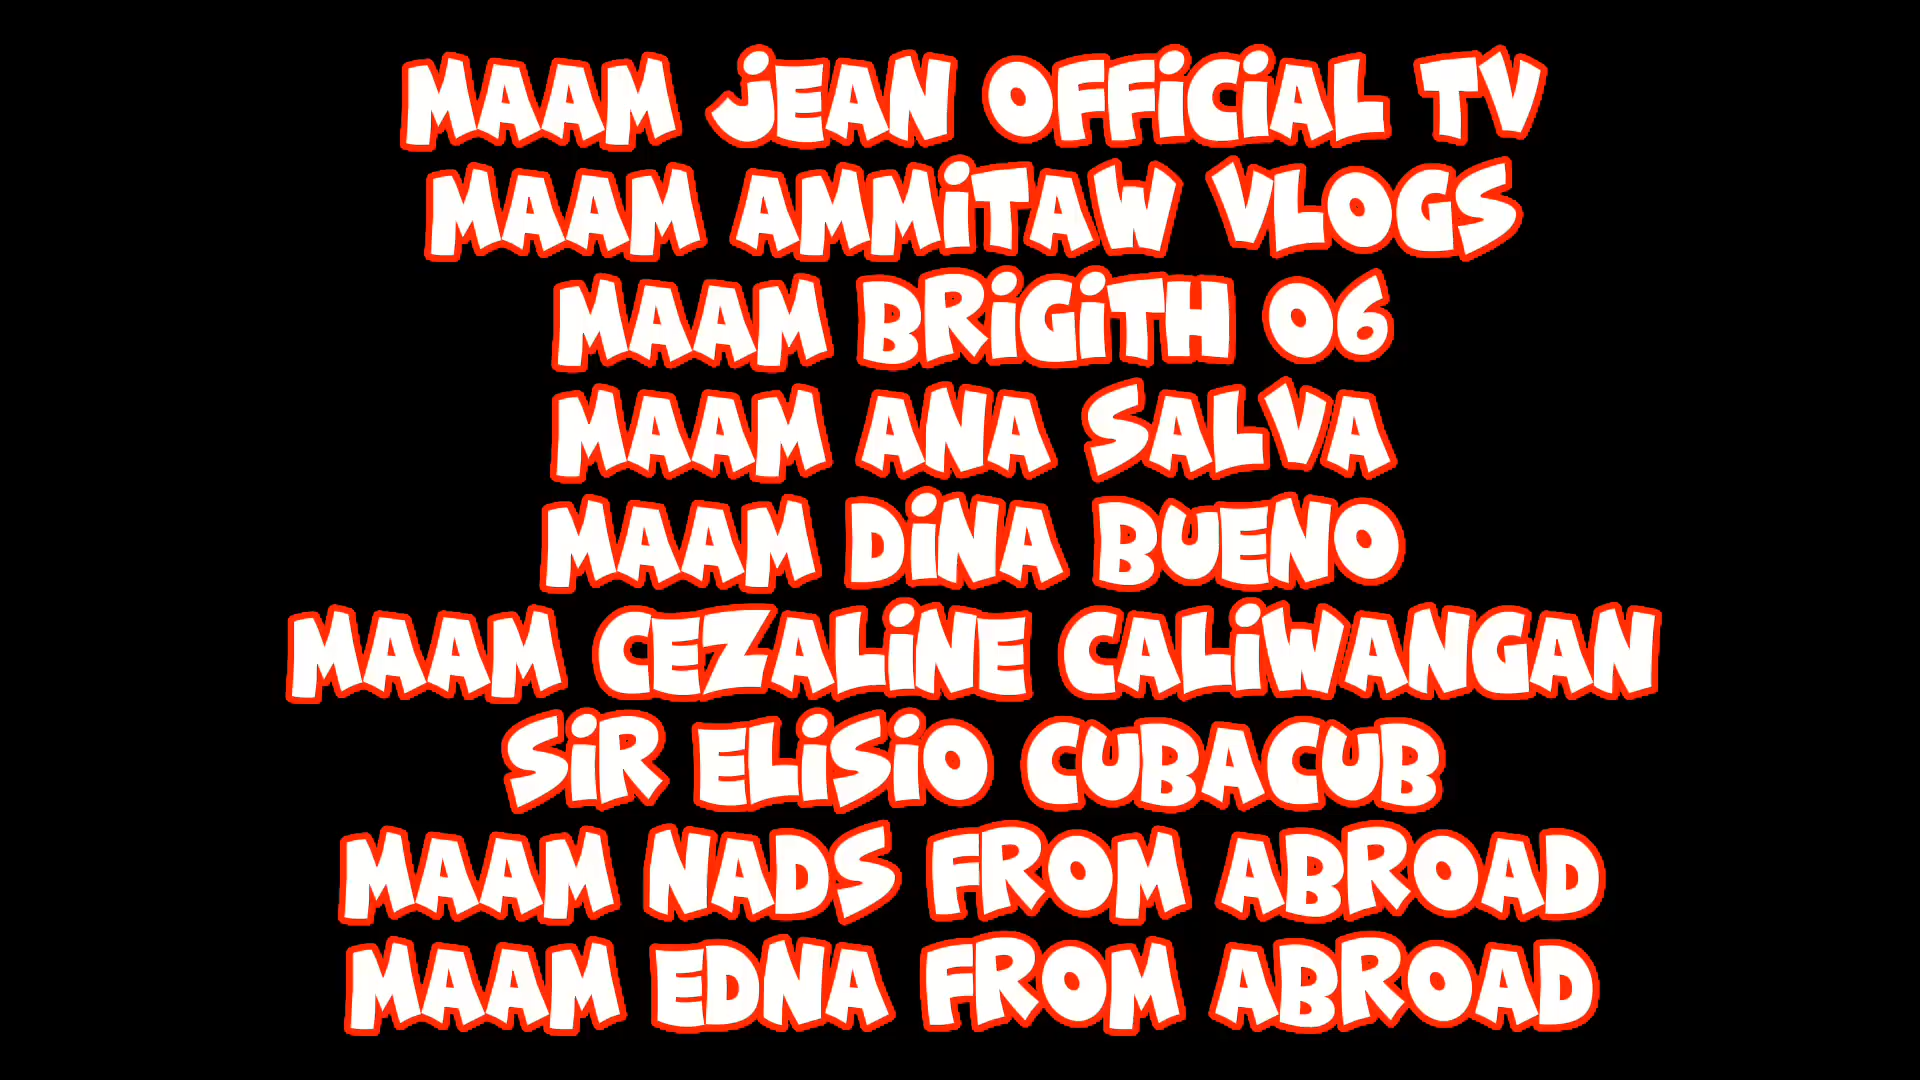 MAAM JEAN OFFICIAL TV
MAAM AMMITAW VLOGS
MAAM BRIGITH 06
MAAM ANA SALVA
MAAM DINA BUENO
MAAM CEZALINE CALIWANGAN
SIR ELISIO CUBACUB
MAAM NADS FROM ABROAD
MAAM EDNA FROM ABROAD